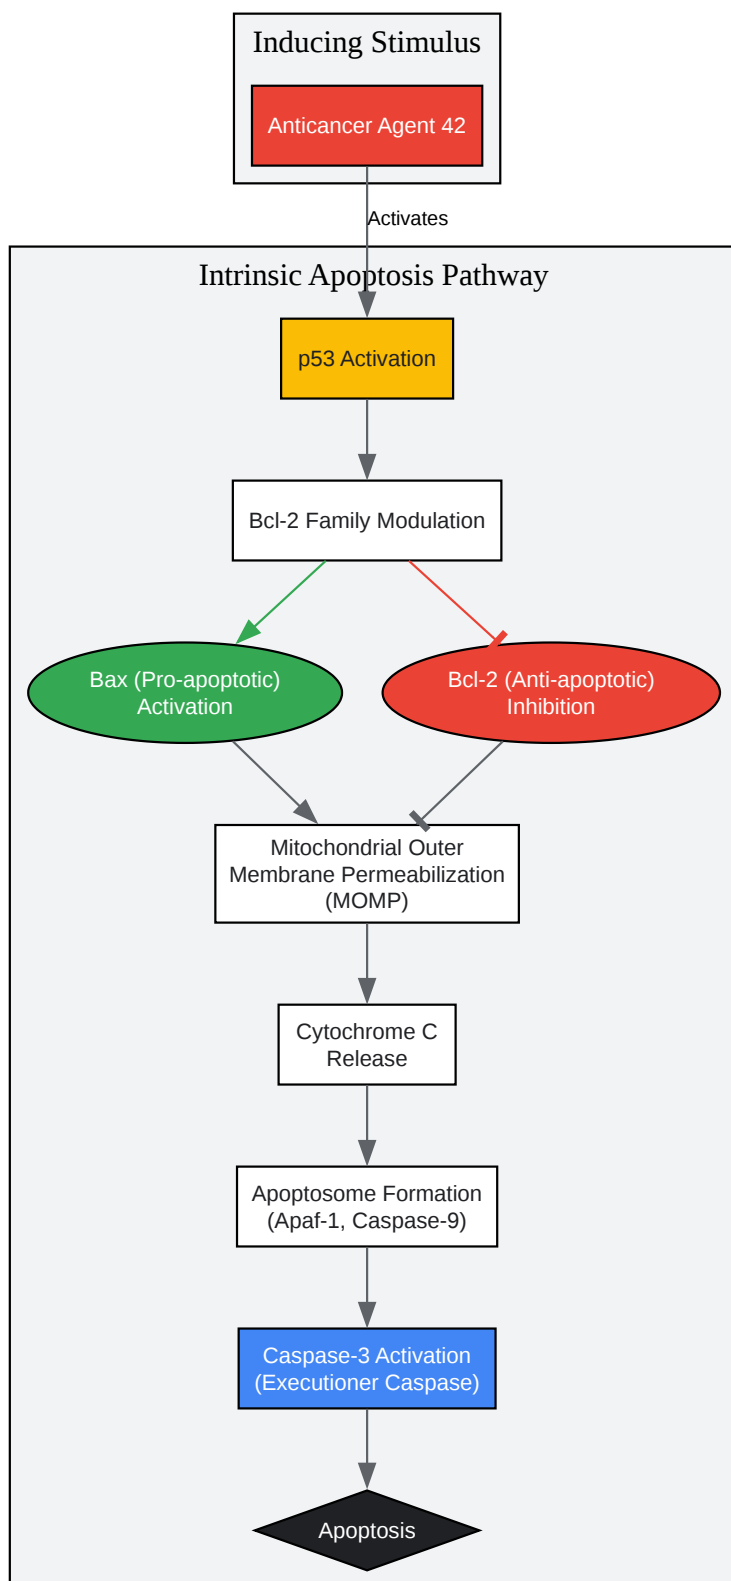 Inducing Stimulus
Anticancer Agent 42
Activates
Intrinsic Apoptosis Pathway
p53 Activation
Bcl-2 Family Modulation
Bax (Pro-apoptotic)
Activation
Bcl-2 (Anti-apoptotic)
Inhibition
Mitochondrial Outer
Membrane Permeabilization
(MOMP)
Cytochrome C
Release
Apoptosome Formation
(Apaf-1, Caspase-9)
Caspase-3 Activation
(Executioner Caspase)
Apoptosis